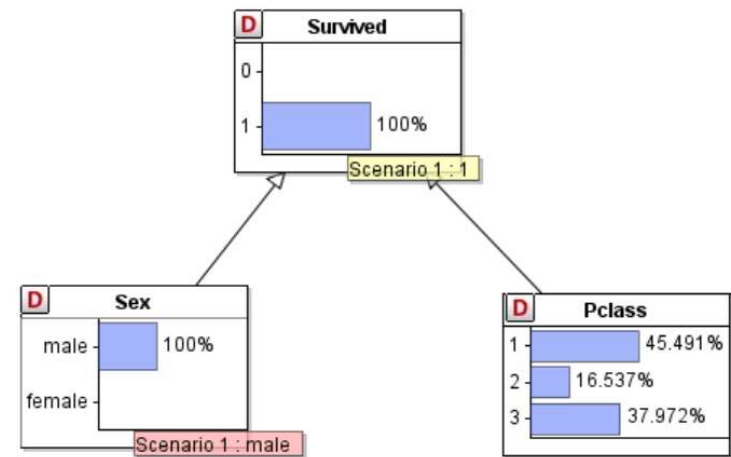 D Survived
0
1 100%
Scenario 1 : 1
D Sex
male 100%
female
Scenario 1 : male
D Pclass
1 45.491%
2 16.537%
3 37.972%